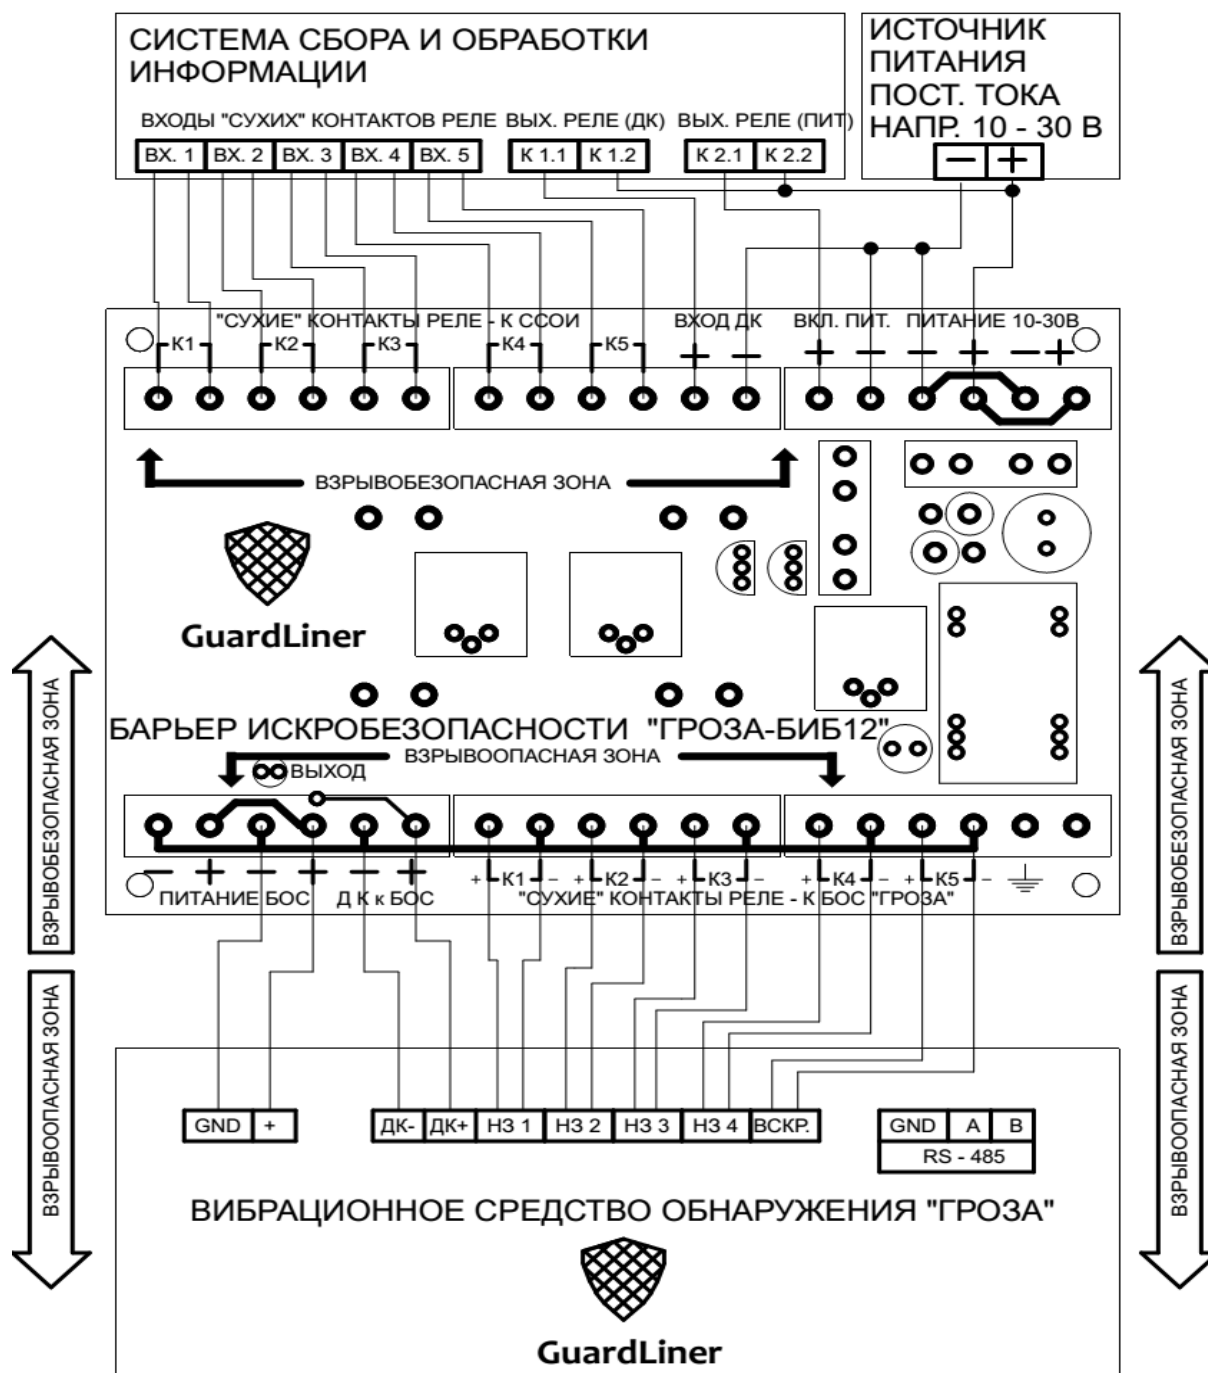 СИСТЕМА СБОРА И ОБРАБОТКИ
ИНФОРМАЦИИ
ВХОДЫ "СУХИХ" КОНТАКТОВ РЕЛЕ ВЫХ. РЕЛЕ (ДК) ВЫХ. РЕЛЕ (ПИТ)
ВХ. 1 ВХ. 2 ВХ. 3 ВХ. 4 ВХ. 5 К 1.1 К 1.2 К 2.1 К 2.2
ИСТОЧНИК
ПИТАНИЯ
ПОСТ. ТОКА
НАПР. 10 - 30 В
− +
"СУХИЕ" КОНТАКТЫ РЕЛЕ - К ССОИ ВХОД ДК ВКЛ. ПИТ. ПИТАНИЕ 10-30В
К1 К2 К3 К4 К5 + − + − − + − +
ВЗРЫВОБЕЗОПАСНАЯ ЗОНА
GuardLiner
БАРЬЕР ИСКРОБЕЗОПАСНОСТИ "ГРОЗА-БИБ12"
ВЗРЫВООПАСНАЯ ЗОНА
ВЫХОД
− + − + − + + К1 − + К2 − + К3 − + К4 − + К5 −
ПИТАНИЕ БОС Д К к БОС "СУХИЕ" КОНТАКТЫ РЕЛЕ - К БОС "ГРОЗА"
ВЗРЫВОБЕЗОПАСНАЯ ЗОНА
ВЗРЫВООПАСНАЯ ЗОНА
ВЗРЫВОБЕЗОПАСНАЯ ЗОНА
ВЗРЫВООПАСНАЯ ЗОНА
GND + ДК- ДК+ НЗ 1 НЗ 2 НЗ 3 НЗ 4 ВСКР. GND A B
RS - 485
ВИБРАЦИОННОЕ СРЕДСТВО ОБНАРУЖЕНИЯ "ГРОЗА"
GuardLiner